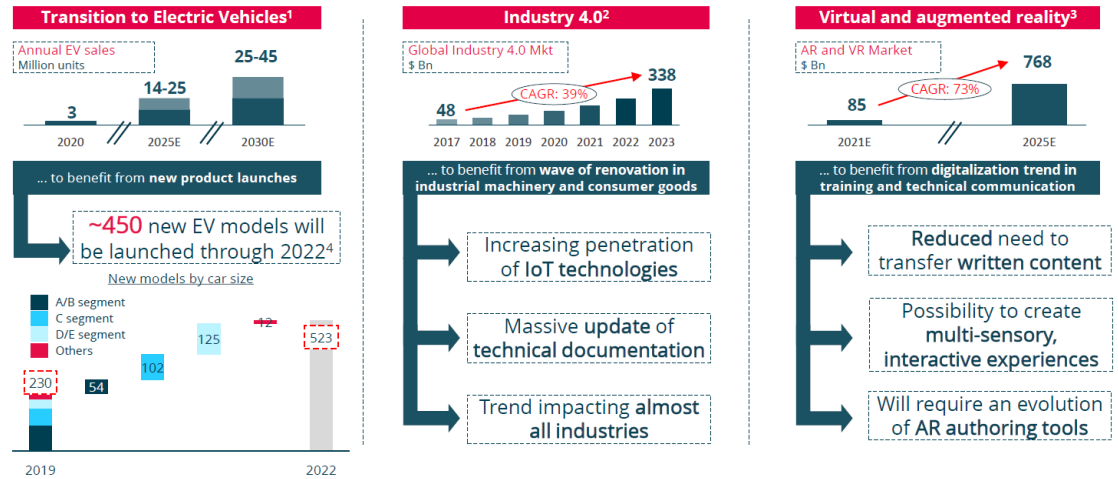 Transition to Electric Vehicles¹
Annual EV sales
Million units
3
14-25
25-45
2020
2025E
2030E
... to benefit from new product launches
~450 new EV models will
be launched through 2022⁴
New models by car size
A/B segment
C segment
D/E segment
Others
230
54
102
125
12
523
2019
2022
Industry 4.0²
Global Industry 4.0 Mkt
$ Bn
48
CAGR: 39%
338
2017
2018
2019
2020
2021
2022
2023
... to benefit from wave of renovation in
industrial machinery and consumer goods
Increasing penetration
of IoT technologies
Massive update of
technical documentation
Trend impacting almost
all industries
Virtual and augmented reality³
AR and VR Market
$ Bn
85
CAGR: 73%
768
2021E
2025E
... to benefit from digitalization trend in
training and technical communication
Reduced need to
transfer written content
Possibility to create
multi-sensory,
interactive experiences
Will require an evolution
of AR authoring tools